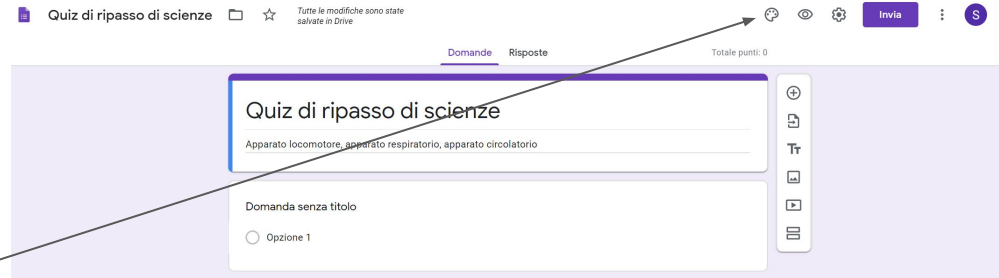 Quiz di ripasso di scienze
Tutte le modifiche sono state
salvate in Drive
Invia
S
Domande Risposte Totale punti: 0
Quiz di ripasso di scienze
Apparato locomotore, apparato respiratorio, apparato circolatorio
Tт
Domanda senza titolo
Opzione 1